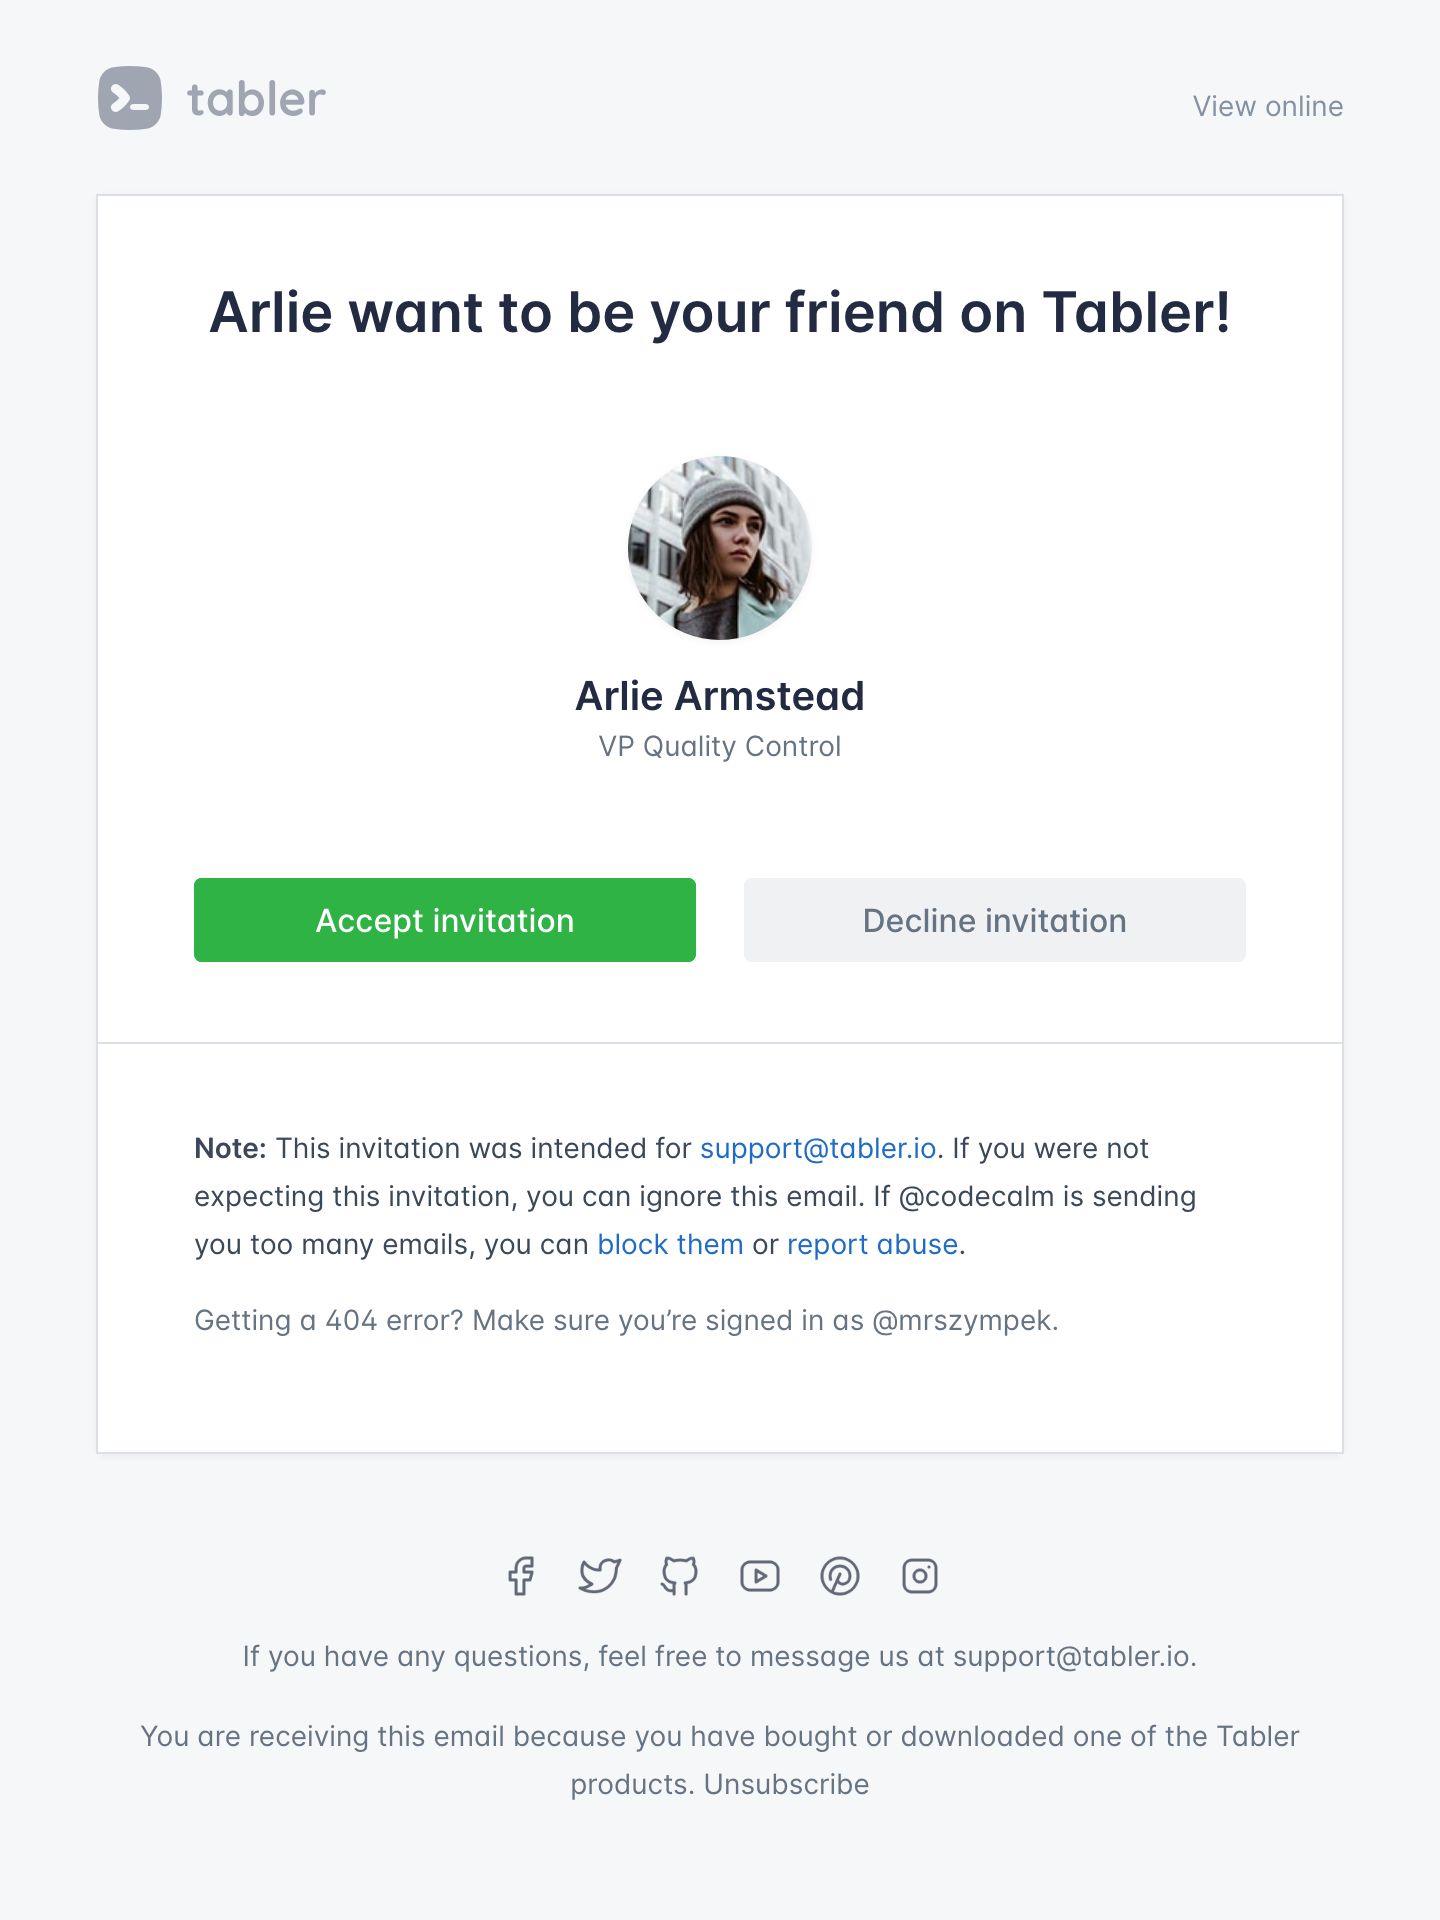 tabler
View online
Arlie want to be your friend on Tabler!
Arlie Armstead
VP Quality Control
Accept invitation
Decline invitation
Note: This invitation was intended for support@tabler.io. If you were not
expecting this invitation, you can ignore this email. If @codecalm is sending
you too many emails, you can block them or report abuse.
Getting a 404 error? Make sure you’re signed in as @mrszympek.
If you have any questions, feel free to message us at support@tabler.io.
You are receiving this email because you have bought or downloaded one of the Tabler
products. Unsubscribe